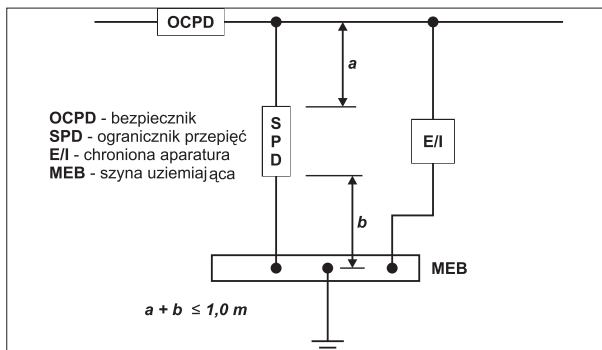 OCPD
a
OCPD - bezpiecznik
SPD - ogranicznik przepięć
E/I - chroniona aparatura
MEB - szyna uziemiająca
S
P
D
E/I
b
MEB
a + b ≤ 1,0 m